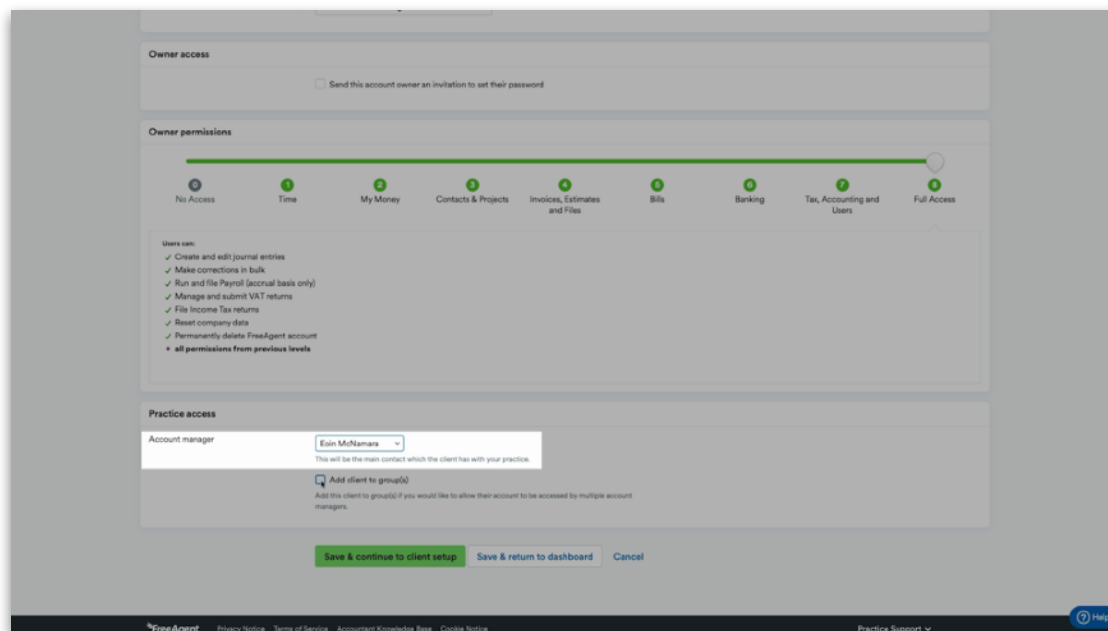 Owner access
Send this account owner an invitation to set their password
Owner permissions
0 1 2 3 4 5 6 7 8
No Access Time My Money Contacts & Projects Invoices, Estimates and Files Bills Banking Tax, Accounting and Users Full Access
Users can:
✓ Create and edit journal entries
✓ Make corrections in bulk
✓ Run and file Payroll (accrual basis only)
✓ Manage and submit VAT returns
✓ File Income Tax returns
✓ Reset company data
✓ Permanently delete FreeAgent account
+ all permissions from previous levels
Practice access
Account manager Eoin McNamara
This will be the main contact which the client has with your practice.
Add client to group(s)
Add this client to group(s) if you would like to allow their account to be accessed by multiple account
managers.
Save & continue to client setup Save & return to dashboard Cancel
Help
FreeAgent Privacy Notice Terms of Service Accountant Knowledge Base Cookie Notice Practice Support